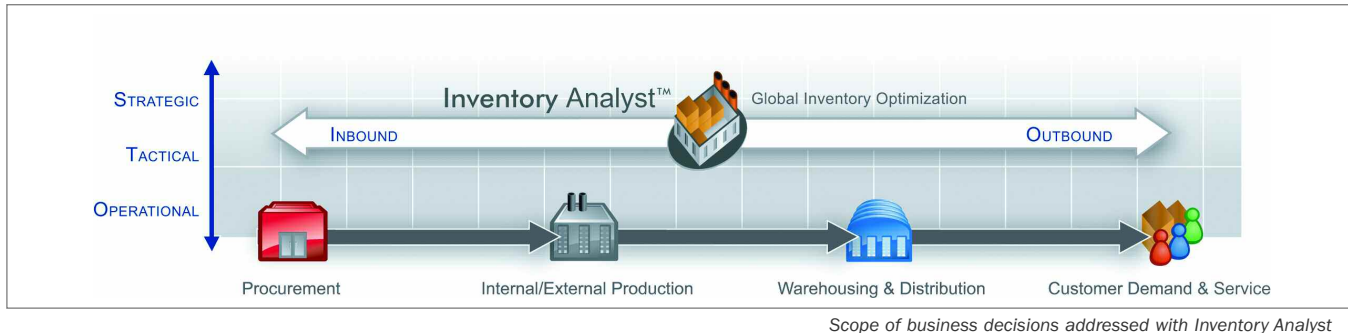 STRATEGIC
Inventory Analyst™ Global Inventory Optimization
INBOUND
OUTBOUND
TACTICAL
OPERATIONAL
Procurement
Internal/External Production
Warehousing & Distribution
Customer Demand & Service
Scope of business decisions addressed with Inventory Analyst